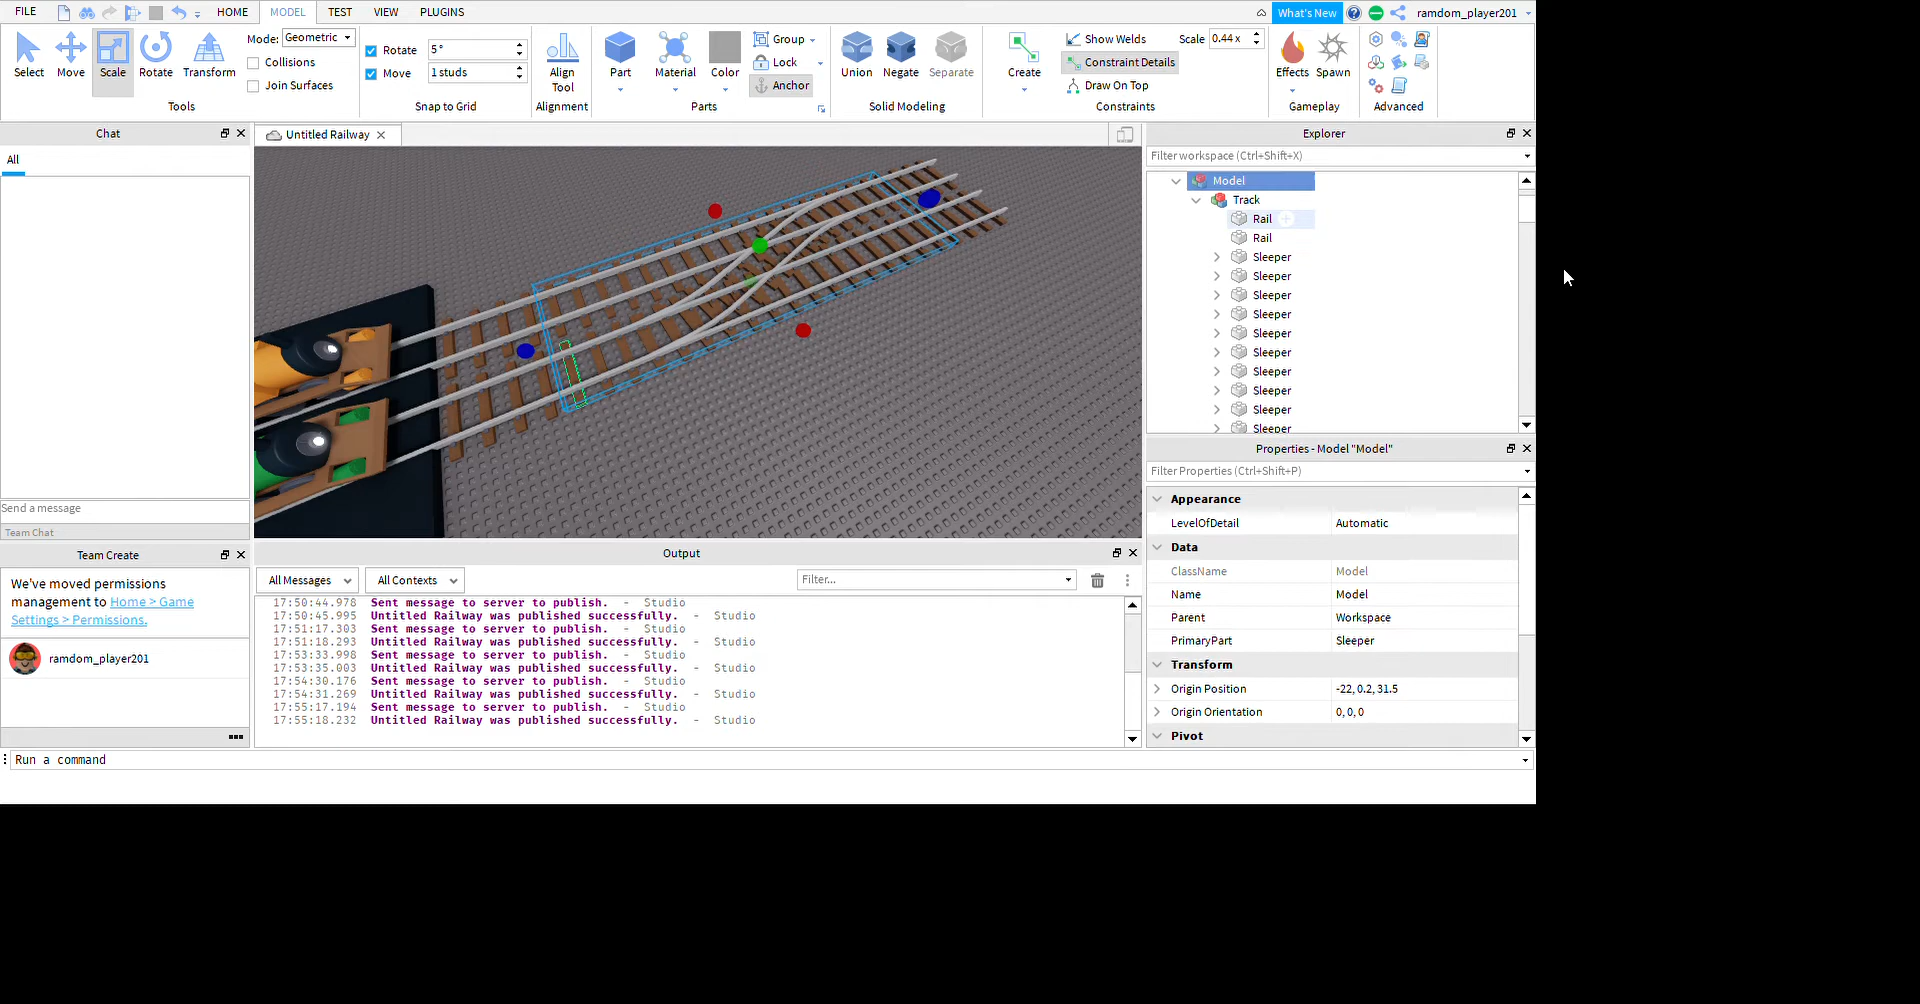 FILE HOME MODEL TEST VIEW PLUGINS What's New ramdom_player201
Select Move Scale Rotate Transform
Mode: Geometric
Collisions
Join Surfaces
Tools
Rotate 5°
Move 1 studs
Snap to Grid
Align Tool
Alignment
Part Material Color
Group
Lock
Anchor
Parts
Union Negate Separate
Solid Modeling
Create
Show Welds
Scale 0.44 x
Constraint Details
Draw On Top
Constraints
Effects Spawn
Gameplay
Advanced
Chat
All
Send a message
Team Chat
Team Create
We've moved permissions
management to Home > Game
Settings > Permissions.
ramdom_player201
Untitled Railway
Output
All Messages All Contexts Filter...
17:50:44.978 Sent message to server to publish. - Studio
17:50:45.995 Untitled Railway was published successfully. - Studio
17:51:17.303 Sent message to server to publish. - Studio
17:51:18.293 Untitled Railway was published successfully. - Studio
17:53:33.998 Sent message to server to publish. - Studio
17:53:35.003 Untitled Railway was published successfully. - Studio
17:54:30.176 Sent message to server to publish. - Studio
17:54:31.269 Untitled Railway was published successfully. - Studio
17:55:17.194 Sent message to server to publish. - Studio
17:55:18.232 Untitled Railway was published successfully. - Studio
Explorer
Filter workspace (Ctrl+Shift+X)
Model
Track
Rail
Rail
Sleeper
Sleeper
Sleeper
Sleeper
Sleeper
Sleeper
Sleeper
Sleeper
Sleeper
Sleeper
Properties - Model "Model"
Filter Properties (Ctrl+Shift+P)
Appearance
LevelOfDetail Automatic
Data
ClassName Model
Name Model
Parent Workspace
PrimaryPart Sleeper
Transform
Origin Position -22, 0.2, 31.5
Origin Orientation 0, 0, 0
Pivot
Run a command